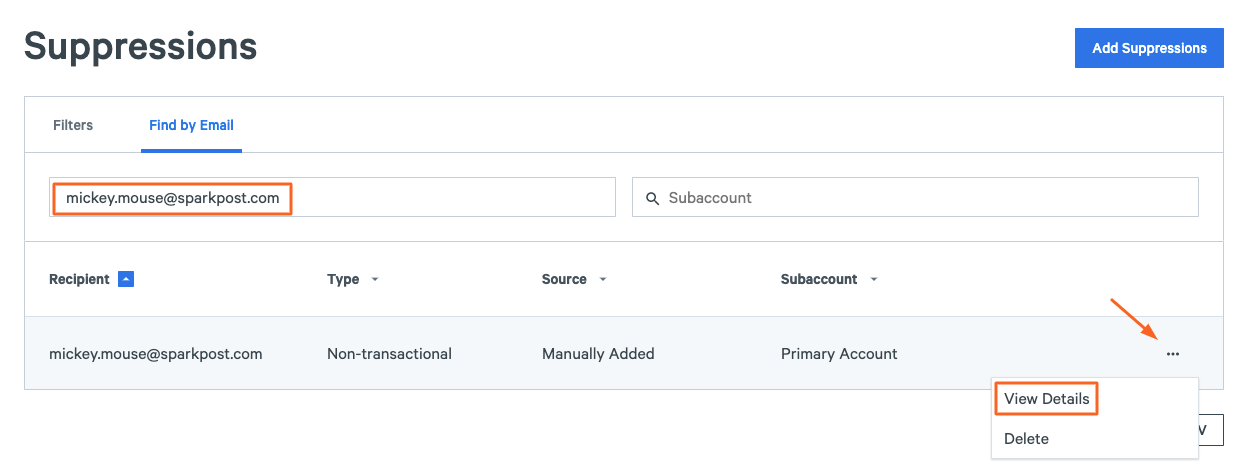 Suppressions
Add Suppressions
Filters Find by Email
mickey.mouse@sparkpost.com Subaccount
Recipient Type Source Subaccount
mickey.mouse@sparkpost.com Non-transactional Manually Added Primary Account
View Details
Delete